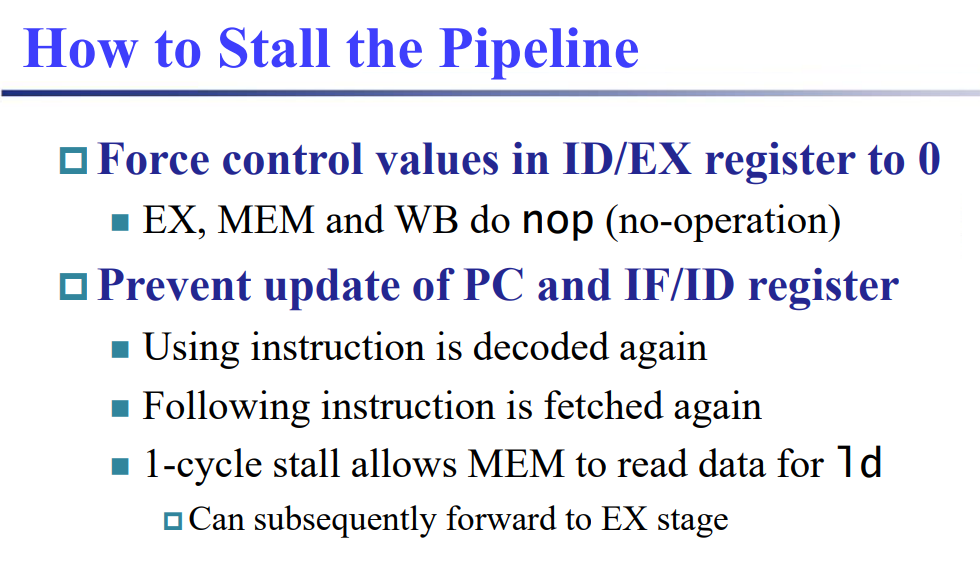 How to Stall the Pipeline
Force control values in ID/EX register to 0
EX, MEM and WB do nop (no-operation)
Prevent update of PC and IF/ID register
Using instruction is decoded again
Following instruction is fetched again
1-cycle stall allows MEM to read data for ld
Can subsequently forward to EX stage